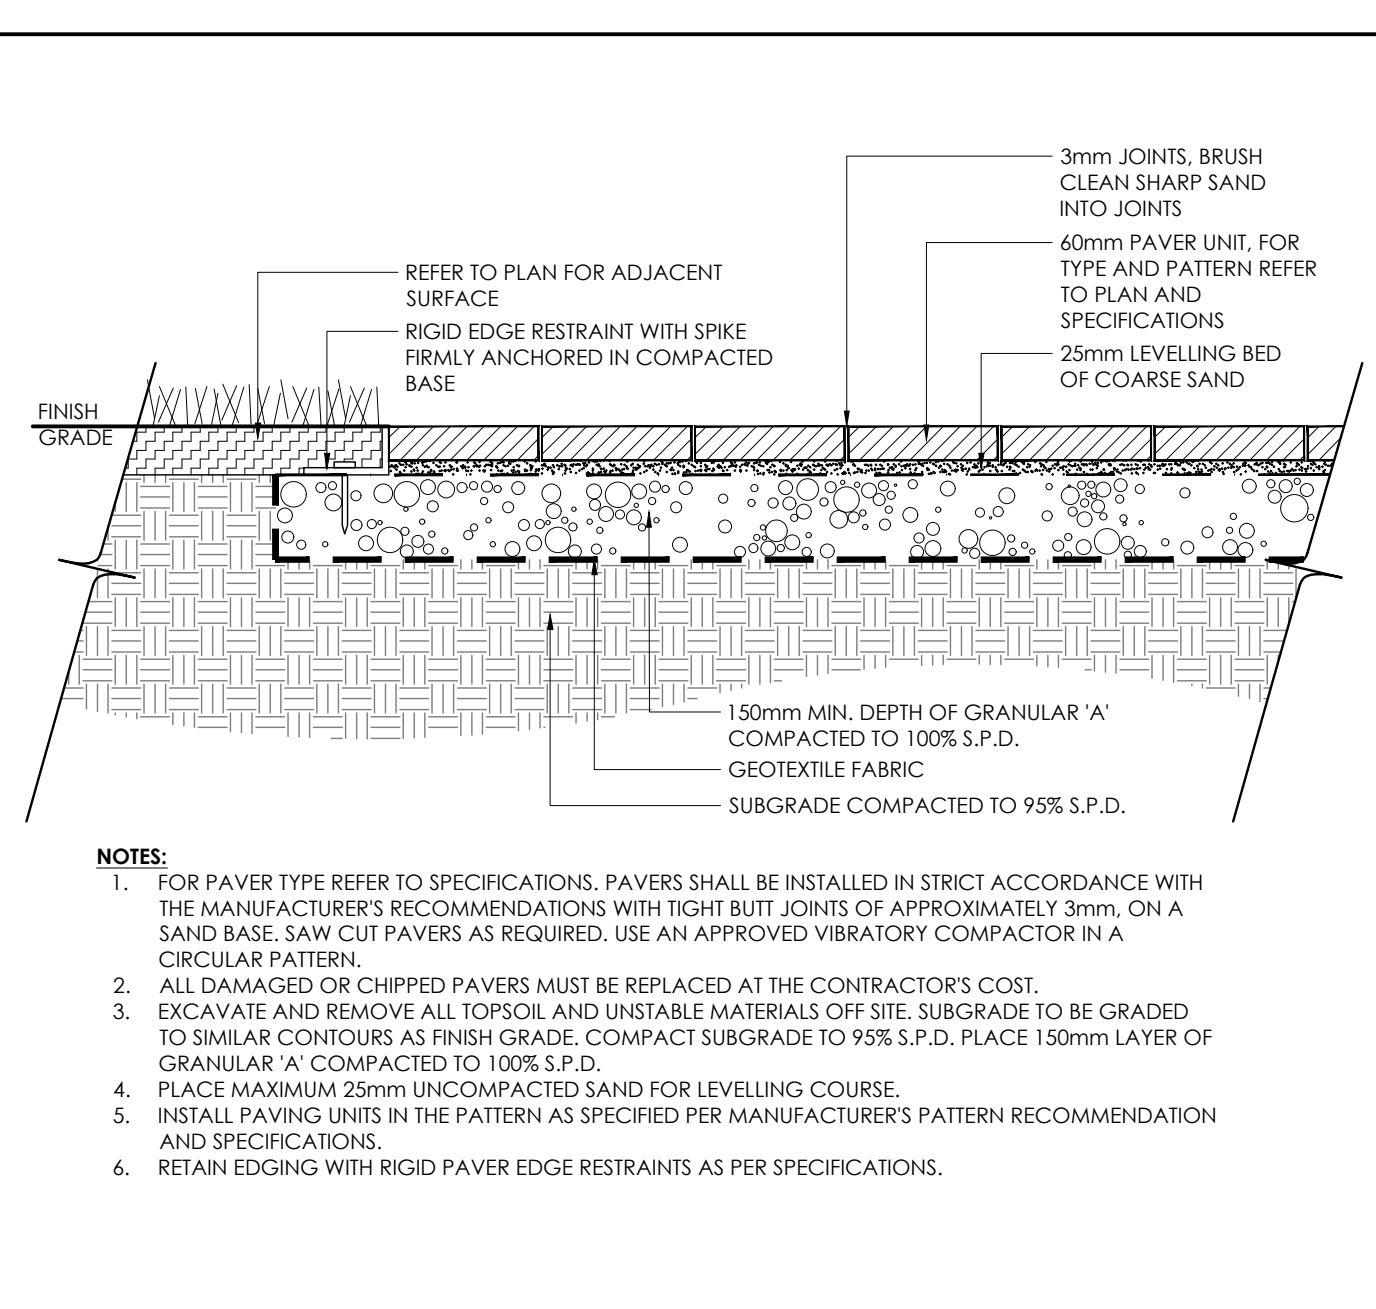 3mm JOINTS, BRUSH
CLEAN SHARP SAND
INTO JOINTS
60mm PAVER UNIT, FOR
TYPE AND PATTERN REFER
TO PLAN AND
SPECIFICATIONS
25mm LEVELLING BED
OF COARSE SAND
REFER TO PLAN FOR ADJACENT
SURFACE
RIGID EDGE RESTRAINT WITH SPIKE
FIRMLY ANCHORED IN COMPACTED
BASE
FINISH
GRADE
150mm MIN. DEPTH OF GRANULAR 'A'
COMPACTED TO 100% S.P.D.
GEOTEXTILE FABRIC
SUBGRADE COMPACTED TO 95% S.P.D.
NOTES:
1. FOR PAVER TYPE REFER TO SPECIFICATIONS. PAVERS SHALL BE INSTALLED IN STRICT ACCORDANCE WITH
THE MANUFACTURER'S RECOMMENDATIONS WITH TIGHT BUTT JOINTS OF APPROXIMATELY 3mm, ON A
SAND BASE. SAW CUT PAVERS AS REQUIRED. USE AN APPROVED VIBRATORY COMPACTOR IN A
CIRCULAR PATTERN.
2. ALL DAMAGED OR CHIPPED PAVERS MUST BE REPLACED AT THE CONTRACTOR'S COST.
3. EXCAVATE AND REMOVE ALL TOPSOIL AND UNSTABLE MATERIALS OFF SITE. SUBGRADE TO BE GRADED
TO SIMILAR CONTOURS AS FINISH GRADE. COMPACT SUBGRADE TO 95% S.P.D. PLACE 150mm LAYER OF
GRANULAR 'A' COMPACTED TO 100% S.P.D.
4. PLACE MAXIMUM 25mm UNCOMPACTED SAND FOR LEVELLING COURSE.
5. INSTALL PAVING UNITS IN THE PATTERN AS SPECIFIED PER MANUFACTURER'S PATTERN RECOMMENDATION
AND SPECIFICATIONS.
6. RETAIN EDGING WITH RIGID PAVER EDGE RESTRAINTS AS PER SPECIFICATIONS.